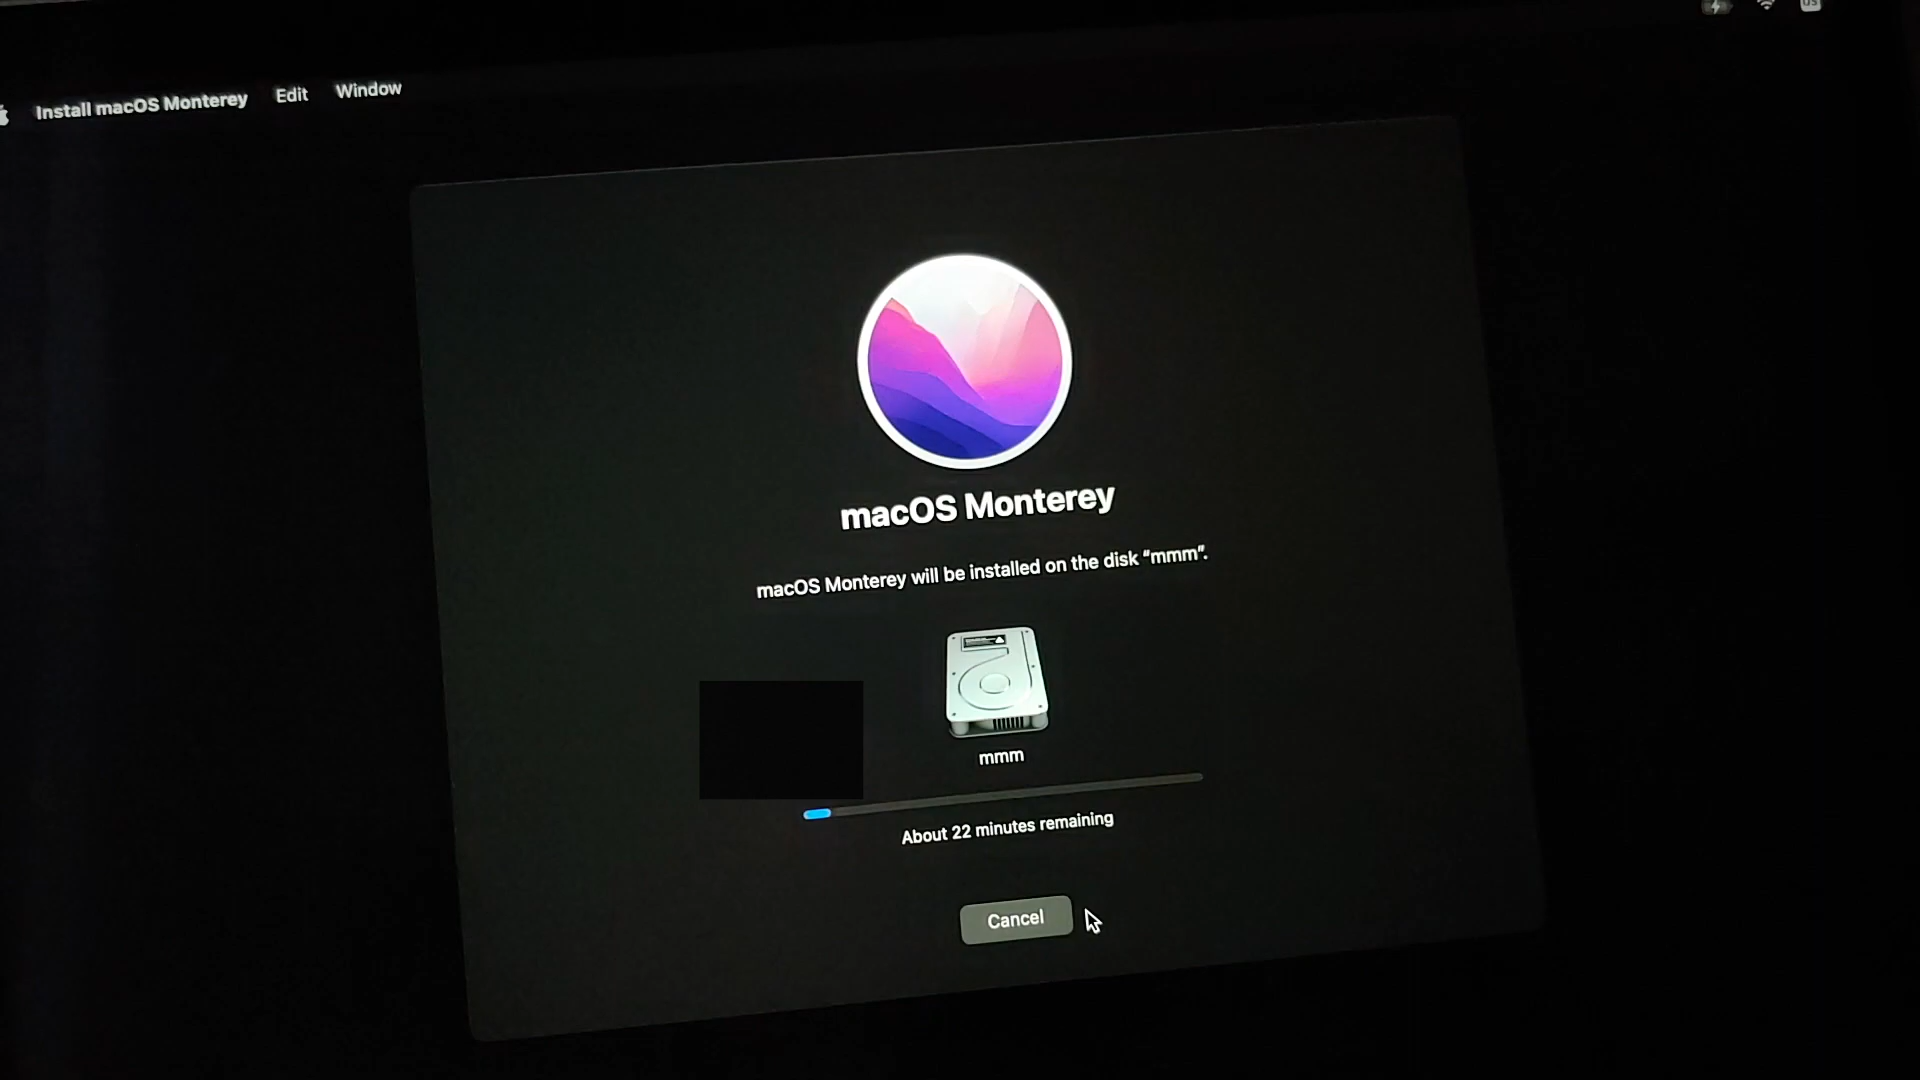 Install macOS Monterey Edit Window US
macOS Monterey
macOS Monterey will be installed on the disk “mmm”.
mmm
About 22 minutes remaining
Cancel